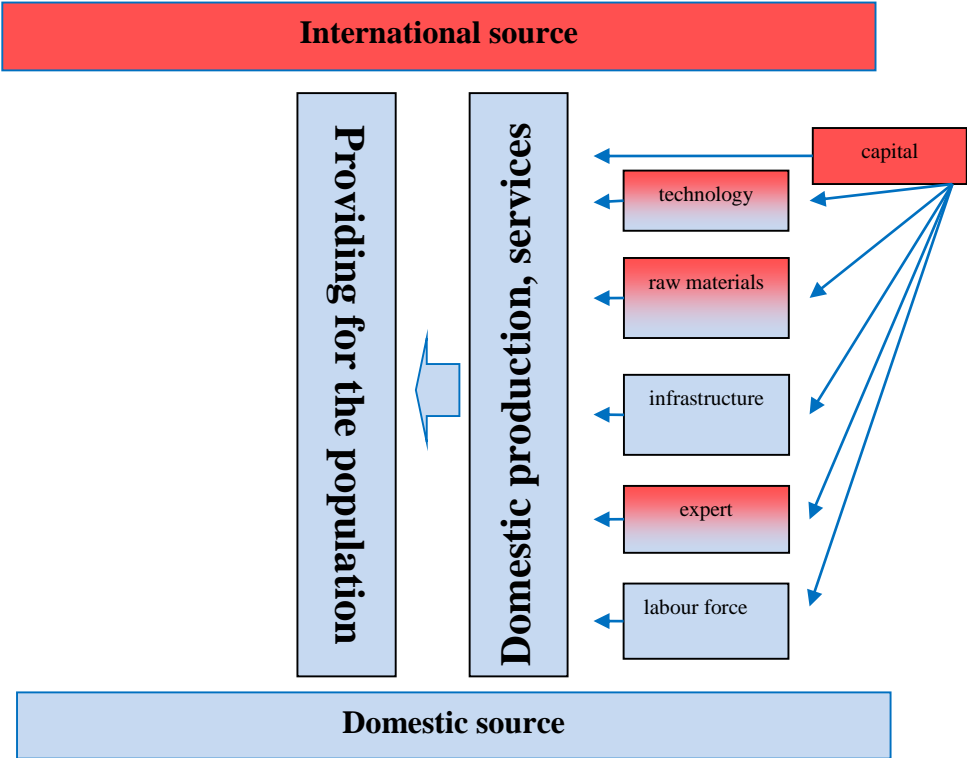 International source
Providing for the population
Domestic production, services
capital
technology
raw materials
infrastructure
expert
labour force
Domestic source